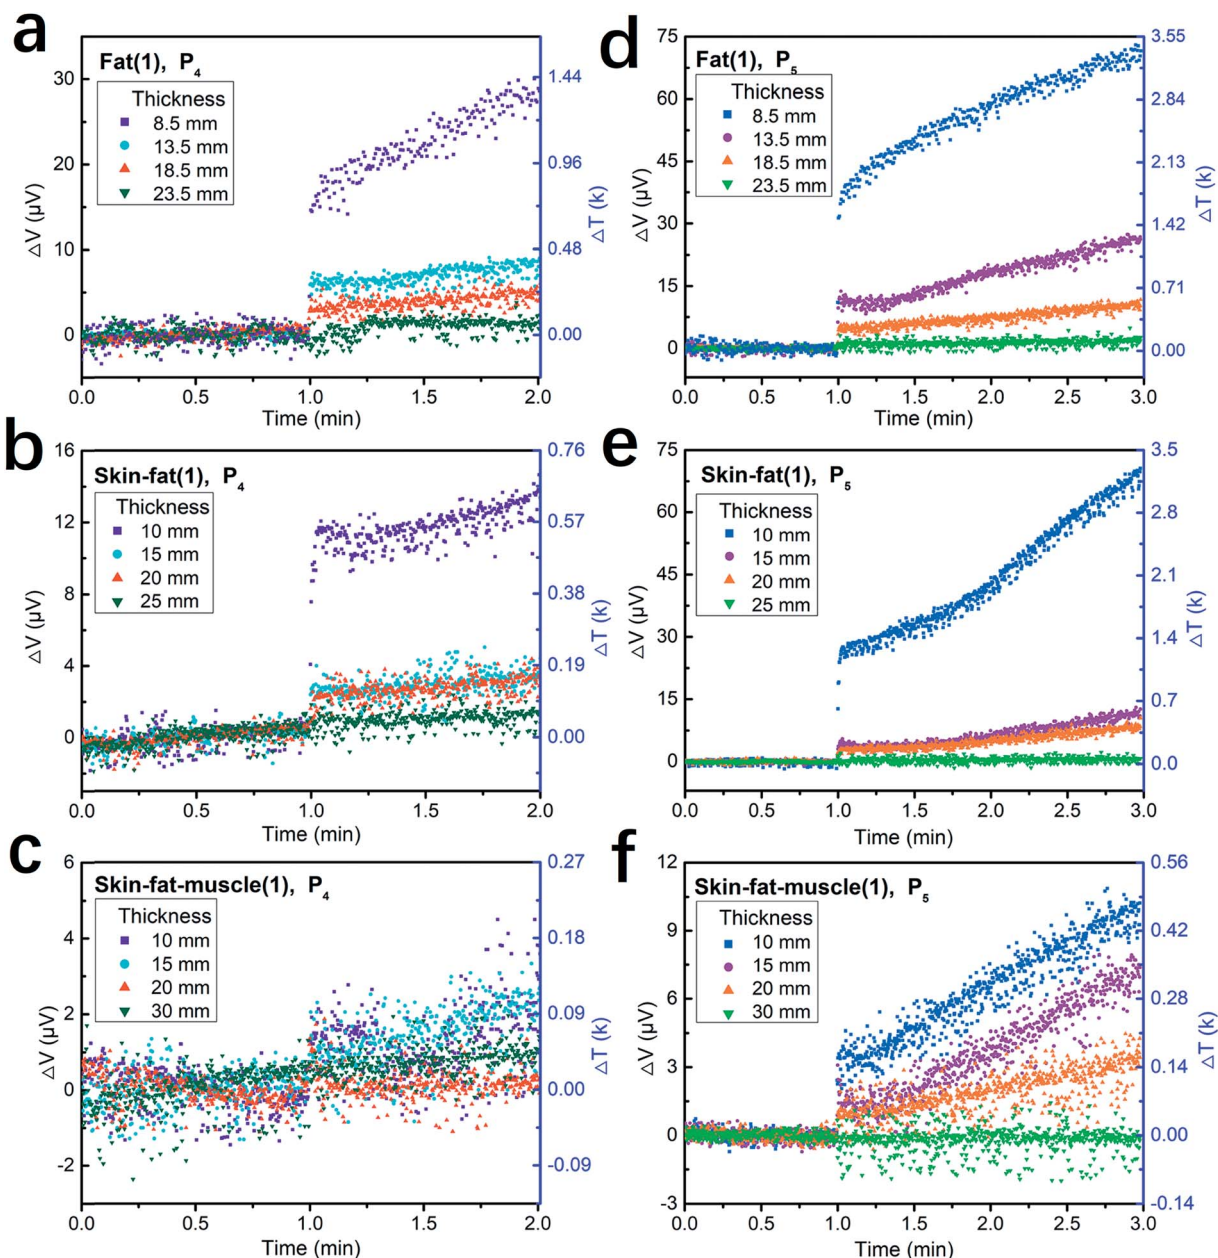 a
Fat(1), P4
Thickness
8.5 mm
13.5 mm
18.5 mm
23.5 mm
30
20
10
0
△V (μV)
1.44
0.96
0.48
0.00
△T (k)
0.0
0.5
1.0
1.5
2.0
Time (min)
d
Fat(1), P5
Thickness
8.5 mm
13.5 mm
18.5 mm
23.5 mm
75
60
45
30
15
0
△V (μV)
3.55
2.84
2.13
1.42
0.71
0.00
△T (k)
0.0
0.5
1.0
1.5
2.0
2.5
3.0
Time (min)
b
Skin-fat(1), P4
Thickness
10 mm
15 mm
20 mm
25 mm
16
12
8
4
0
△V (μV)
0.76
0.57
0.38
0.19
0.00
△T (k)
0.0
0.5
1.0
1.5
2.0
Time (min)
e
Skin-fat(1), P5
Thickness
10 mm
15 mm
20 mm
25 mm
75
60
45
30
15
0
△V (μV)
3.5
2.8
2.1
1.4
0.7
0.0
△T (k)
0.0
0.5
1.0
1.5
2.0
2.5
3.0
Time (min)
c
Skin-fat-muscle(1), P4
Thickness
10 mm
15 mm
20 mm
30 mm
6
4
2
0
-2
△V (μV)
0.27
0.18
0.09
0.00
-0.09
△T (k)
0.0
0.5
1.0
1.5
2.0
Time (min)
f
Skin-fat-muscle(1), P5
Thickness
10 mm
15 mm
20 mm
30 mm
12
9
6
3
0
-3
△V (μV)
0.56
0.42
0.28
0.14
0.00
-0.14
△T (k)
0.0
0.5
1.0
1.5
2.0
2.5
3.0
Time (min)